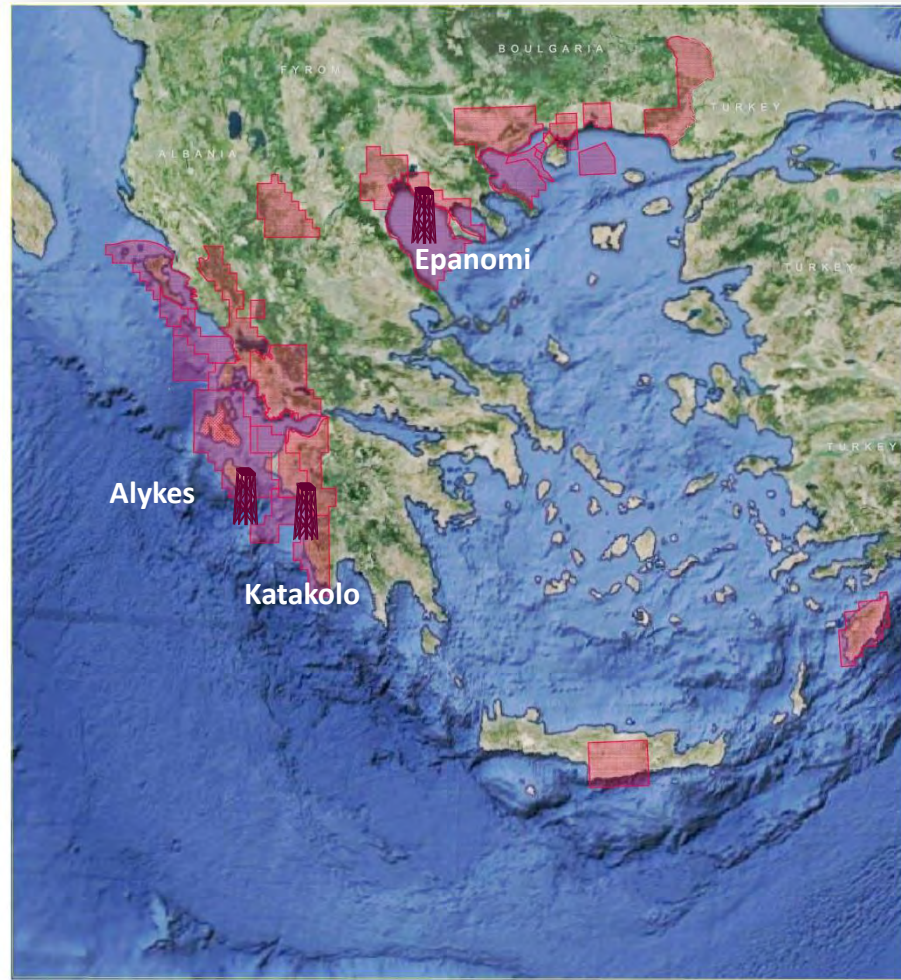 BOULGARIA
FYROM
TURKEY
ALBANIA
Epanomi
TURKEY
TURKEY
Alykes
Katakolo